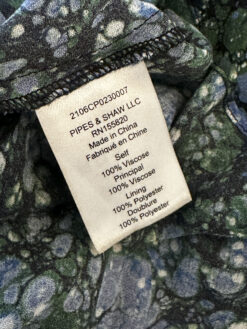 2106CP0230007
PIPES & SHAW LLC
RN155820
Made in China
Fabriqué en Chine
Self
100% Viscose
Principal
100% Viscose
Lining
100% Polyester
Doublure
100% Polyester